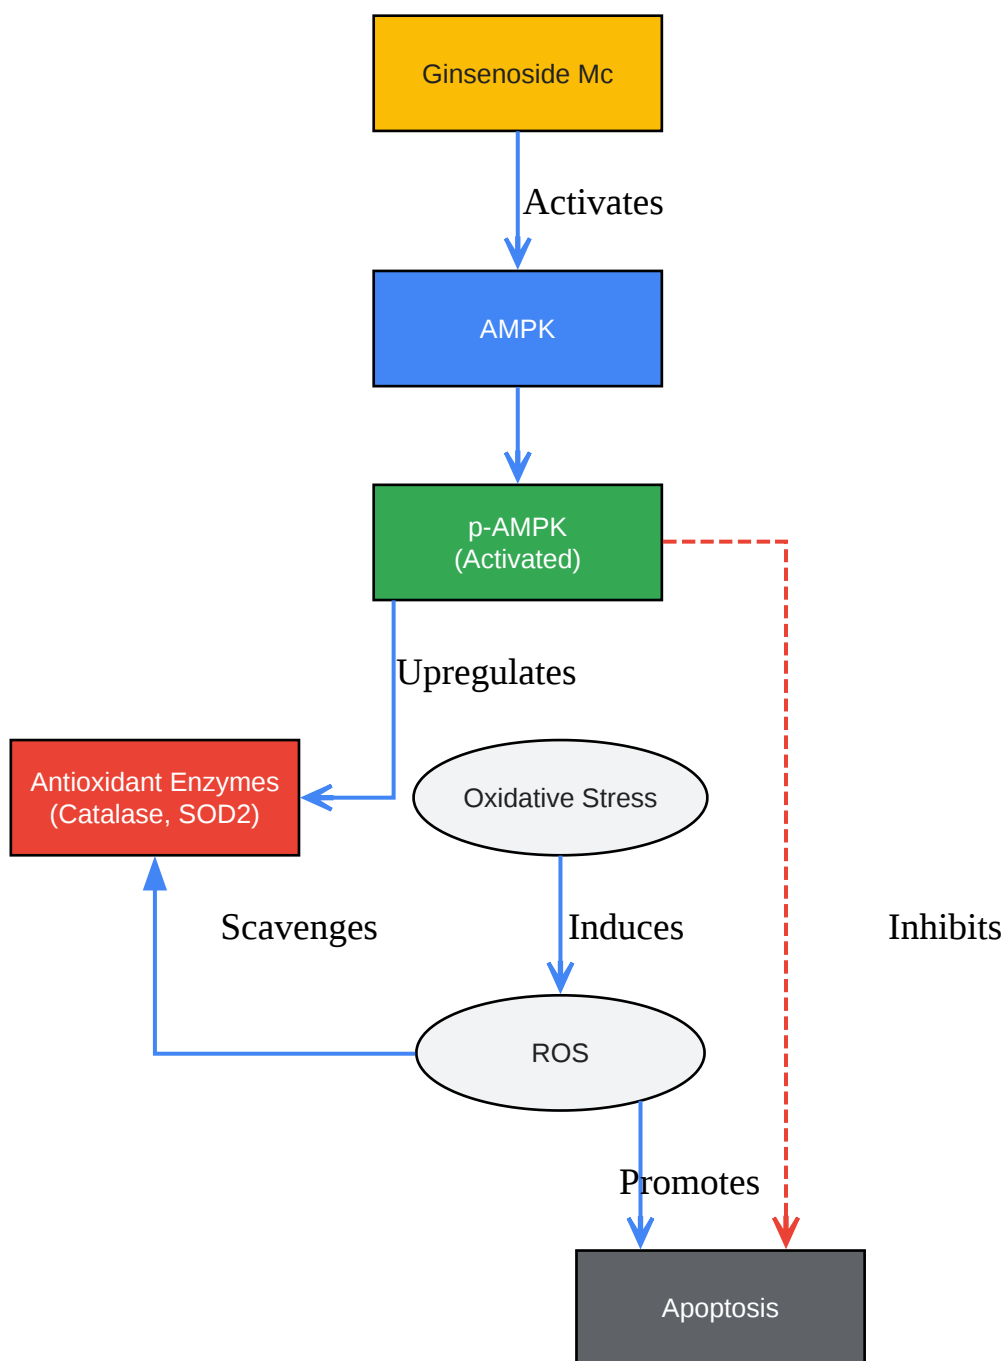 Ginsenoside Mc
Activates
AMPK
p-AMPK
(Activated)
Upregulates
Antioxidant Enzymes
(Catalase, SOD2)
Oxidative Stress
Scavenges
Induces
Inhibits
ROS
Promotes
Apoptosis